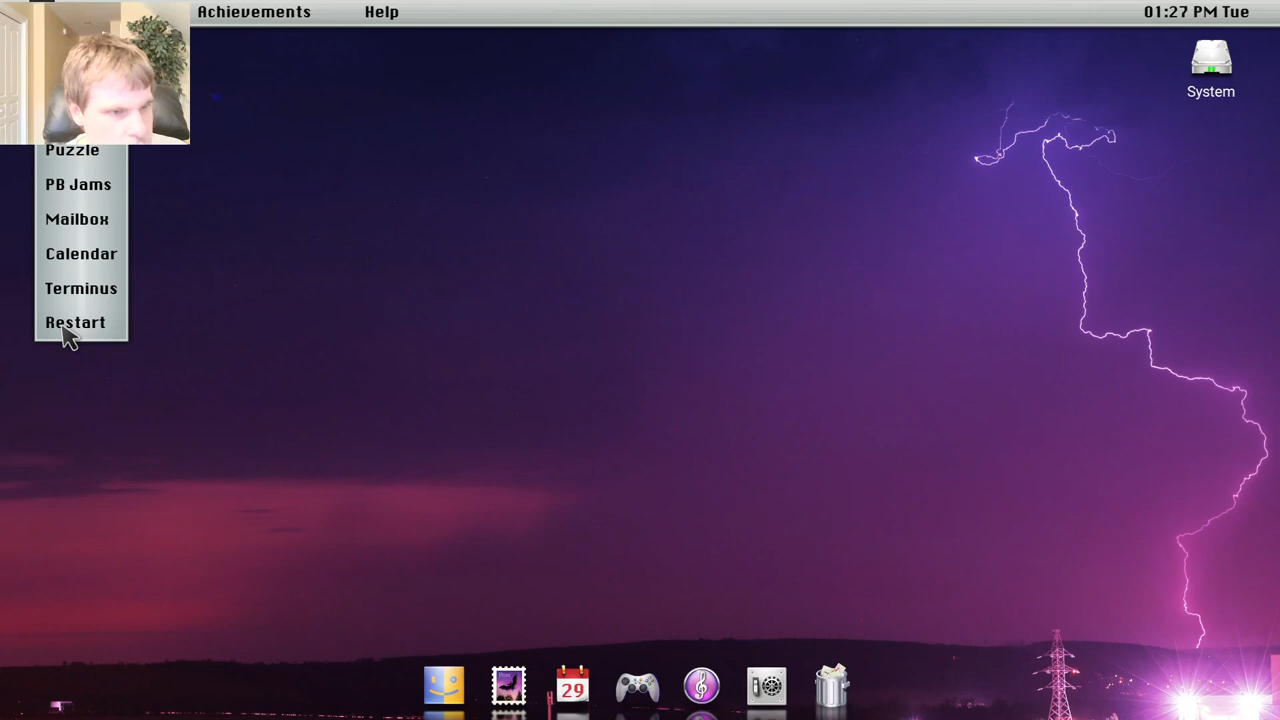 Achievements Help 01:27 PM Tue
System
Puzzle
PB Jams
Mailbox
Calendar
Terminus
Restart
29